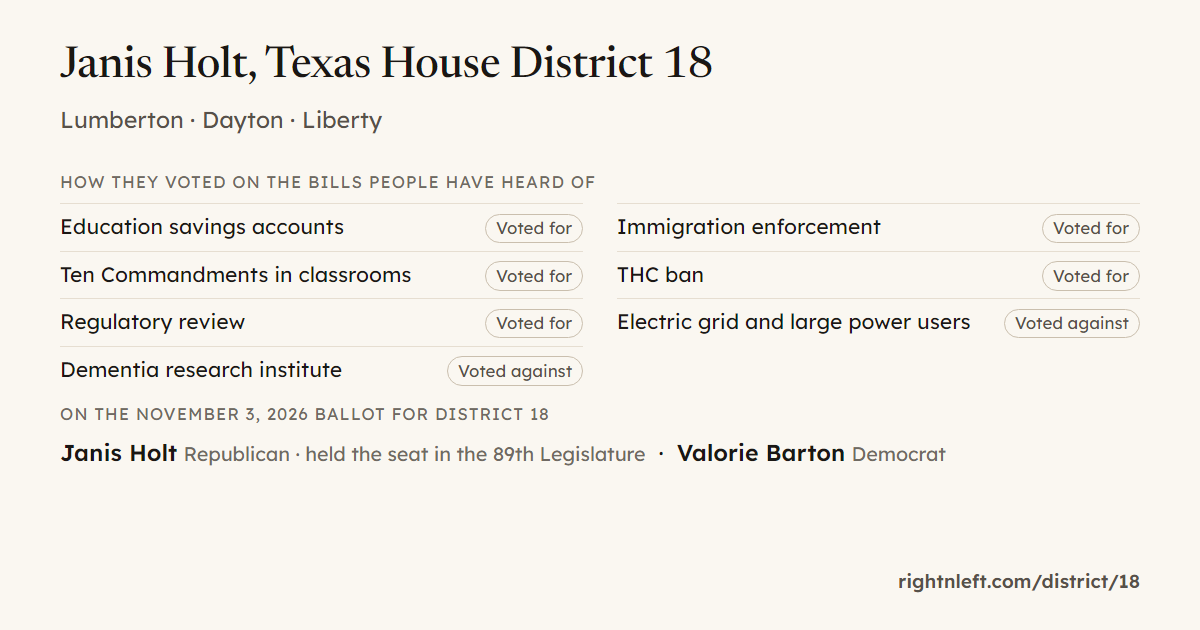 Janis Holt, Texas House District 18
Lumberton · Dayton · Liberty
HOW THEY VOTED ON THE BILLS PEOPLE HAVE HEARD OF
Education savings accounts Voted for
Immigration enforcement Voted for
Ten Commandments in classrooms Voted for
THC ban Voted for
Regulatory review Voted for
Electric grid and large power users Voted against
Dementia research institute Voted against
ON THE NOVEMBER 3, 2026 BALLOT FOR DISTRICT 18
Janis Holt Republican · held the seat in the 89th Legislature · Valorie Barton Democrat
rightnleft.com/district/18